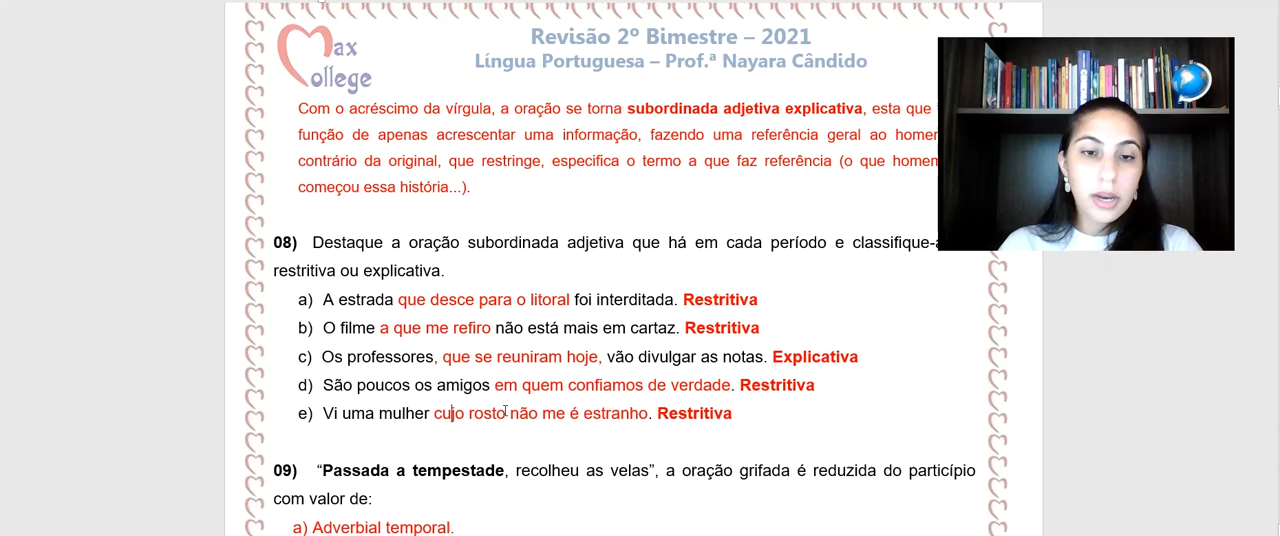 Max
College
Revisão 2º Bimestre – 2021
Língua Portuguesa – Prof.ª Nayara Cândido
Com o acréscimo da vírgula, a oração se torna subordinada adjetiva explicativa, esta que
função de apenas acrescentar uma informação, fazendo uma referência geral ao
contrário da original, que restringe, especifica o termo a que faz referência (o que
começou essa história...).
08) Destaque a oração subordinada adjetiva que há em cada período e
restritiva ou explicativa.
a) A estrada que desce para o litoral foi interditada. Restritiva
b) O filme a que me refiro não está mais em cartaz. Restritiva
c) Os professores, que se reuniram hoje, vão divulgar as notas. Explicativa
d) São poucos os amigos em quem confiamos de verdade. Restritiva
e) Vi uma mulher cujo rosto não me é estranho. Restritiva
09) “Passada a tempestade, recolheu as velas”, a oração grifada é reduzida do particípio
com valor de:
a) Adverbial temporal.